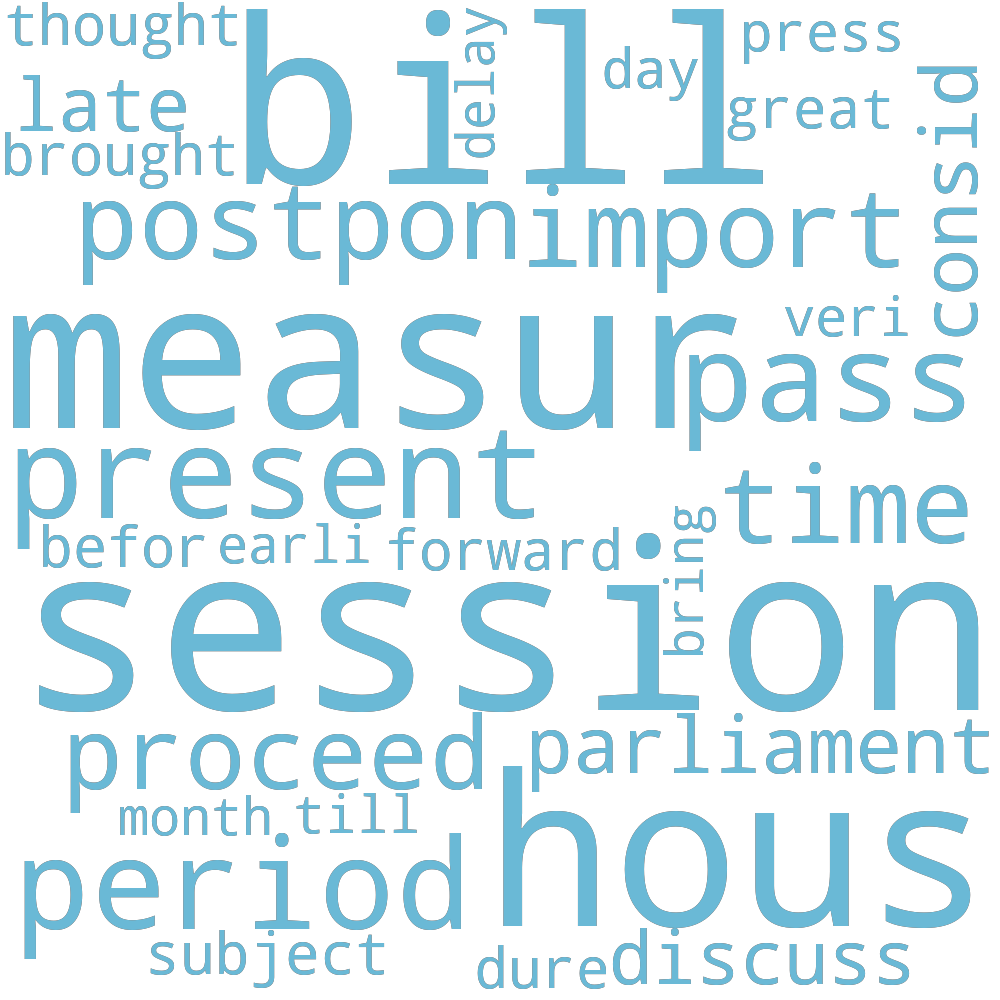 thought
bill
delay
day
press
late
great
consid
brought
postpon
import
measur
veri
pass
present
time
befor
earli
forward
bring
session
proceed
parliament
month
till
hous
period
subject
dure
discuss